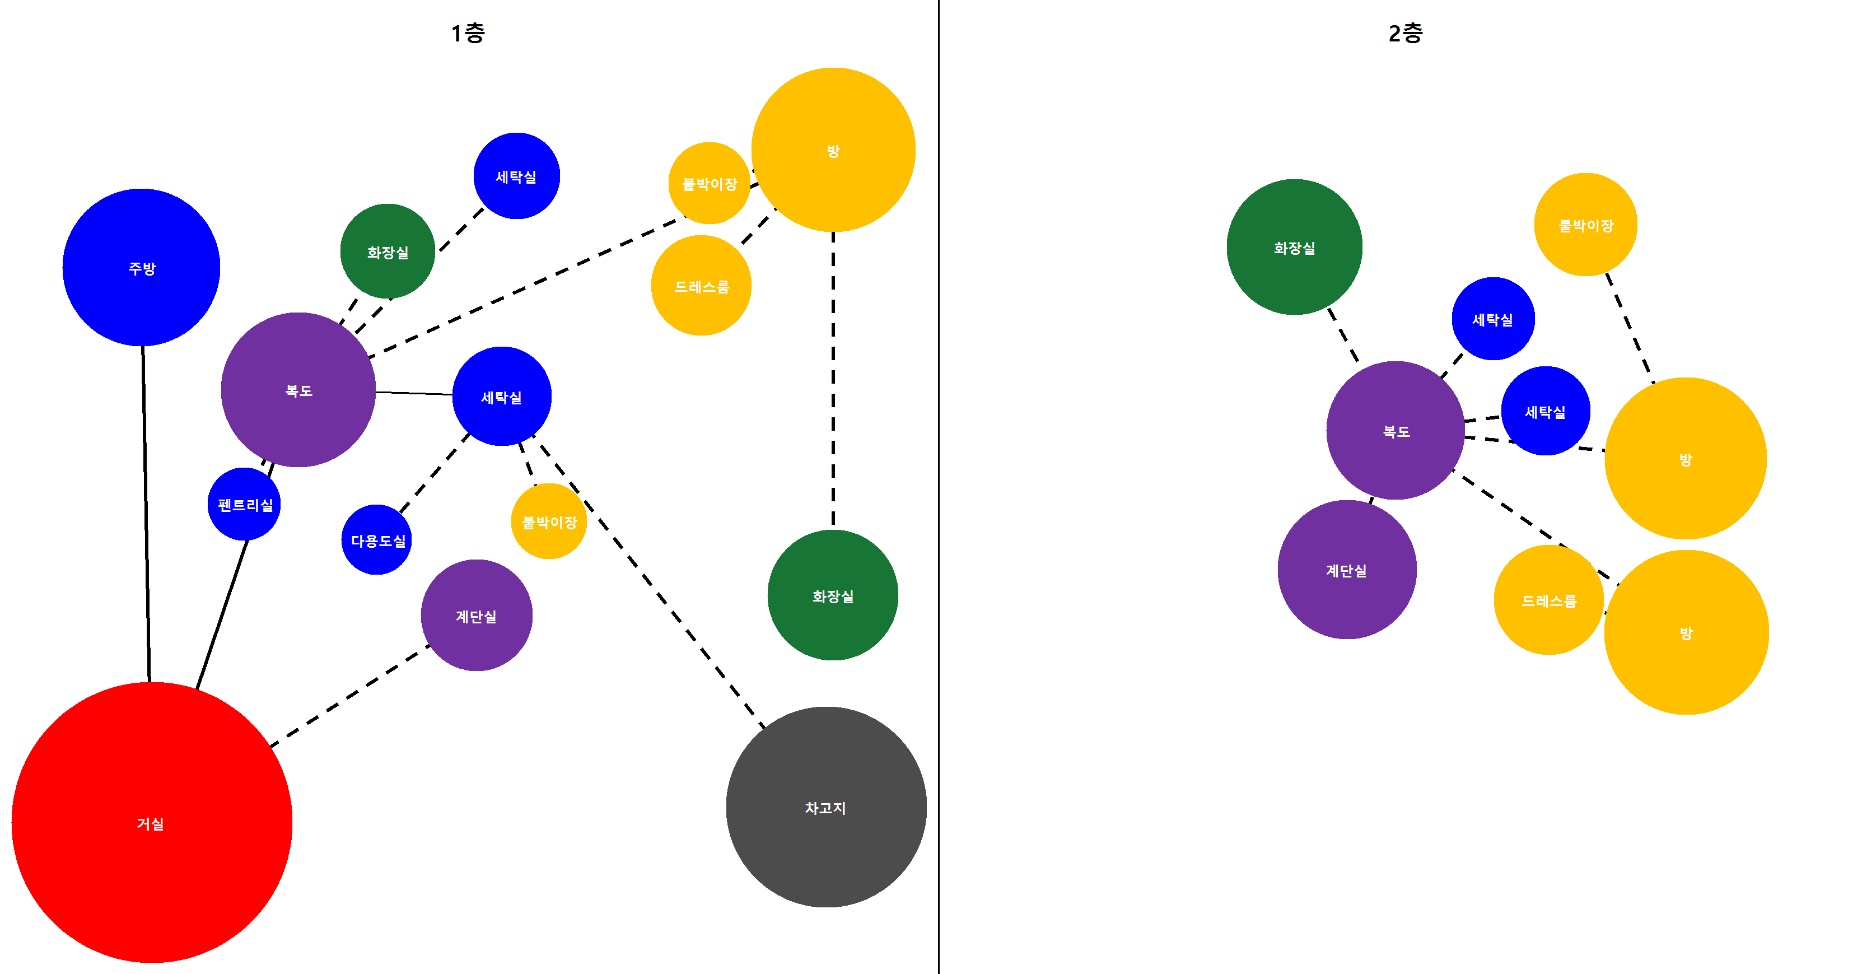 1층
방
세탁실
붙박이장
화장실
주방
드레스룸
복도
세탁실
펜트리실
붙박이장
다용도실
화장실
계단실
차고지
거실
2층
붙박이장
화장실
세탁실
세탁실
복도
방
계단실
드레스룸
방